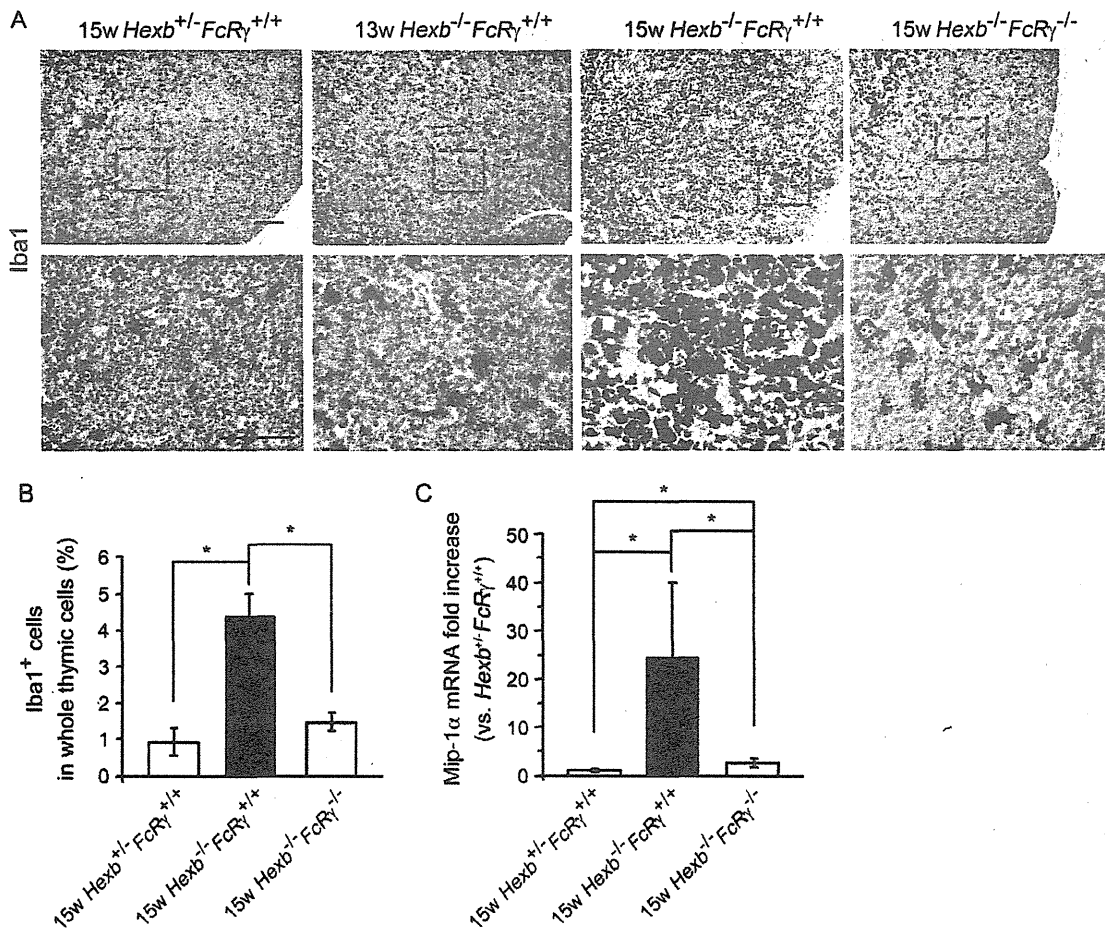 A
15w Hexb+/-FcRγ+/+
13w Hexb-/-FcRγ+/+
15w Hexb-/-FcRγ+/+
15w Hexb-/-FcRγ-/-
Iba1
B
Iba1+ cells
in whole thymic cells (%)
6
5
4
3
2
1
0
*
*
15w Hexb+/-FcRγ+/+
15w Hexb-/-FcRγ+/+
15w Hexb-/-FcRγ-/-
C
Mip-1α mRNA fold increase
(vs. Hexb+/-FcRγ+/+)
50
40
30
20
10
0
*
*
*
15w Hexb+/-FcRγ+/+
15w Hexb-/-FcRγ+/+
15w Hexb-/-FcRγ-/-